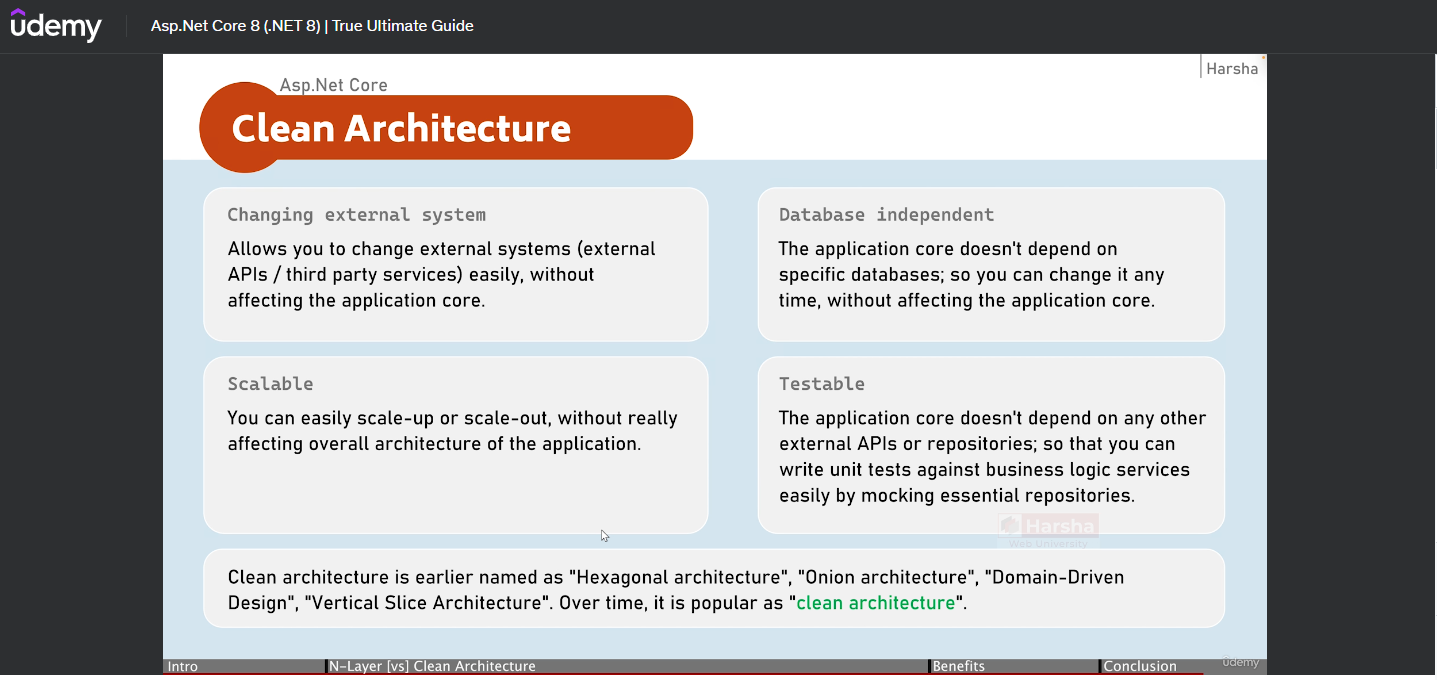 udemy
Asp.Net Core 8 (.NET 8) | True Ultimate Guide
Harsha
Asp.Net Core
Clean Architecture
Changing external system
Allows you to change external systems (external
APIs / third party services) easily, without
affecting the application core.
Database independent
The application core doesn't depend on
specific databases; so you can change it any
time, without affecting the application core.
Scalable
You can easily scale-up or scale-out, without really
affecting overall architecture of the application.
Testable
The application core doesn't depend on any other
external APIs or repositories; so that you can
write unit tests against business logic services
easily by mocking essential repositories.
Harsha
Web University
Clean architecture is earlier named as "Hexagonal architecture", "Onion architecture", "Domain-Driven
Design", "Vertical Slice Architecture". Over time, it is popular as "clean architecture".
Intro
N-Layer [vs] Clean Architecture
Benefits
Conclusion
udemy